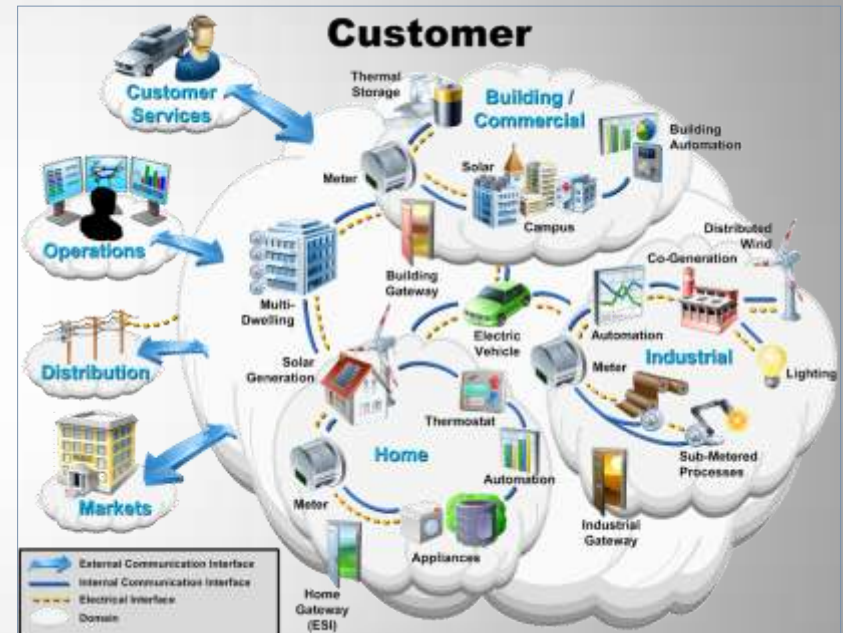 Customer
Customer
Services
Operations
Distribution
Markets
Thermal
Storage
Building /
Commercial
Building
Automation
Meter
Solar
Campus
Building
Gateway
Multi-
Dwelling
Electric
Vehicle
Distributed
Wind
Co-Generation
Automation
Industrial
Meter
Lighting
Sub-Metered
Processes
Industrial
Gateway
Solar
Generation
Thermostat
Home
Automation
Meter
Appliances
Home
Gateway
(ESI)
External Communication Interface
Internal Communication Interface
Electrical Interface
Domain